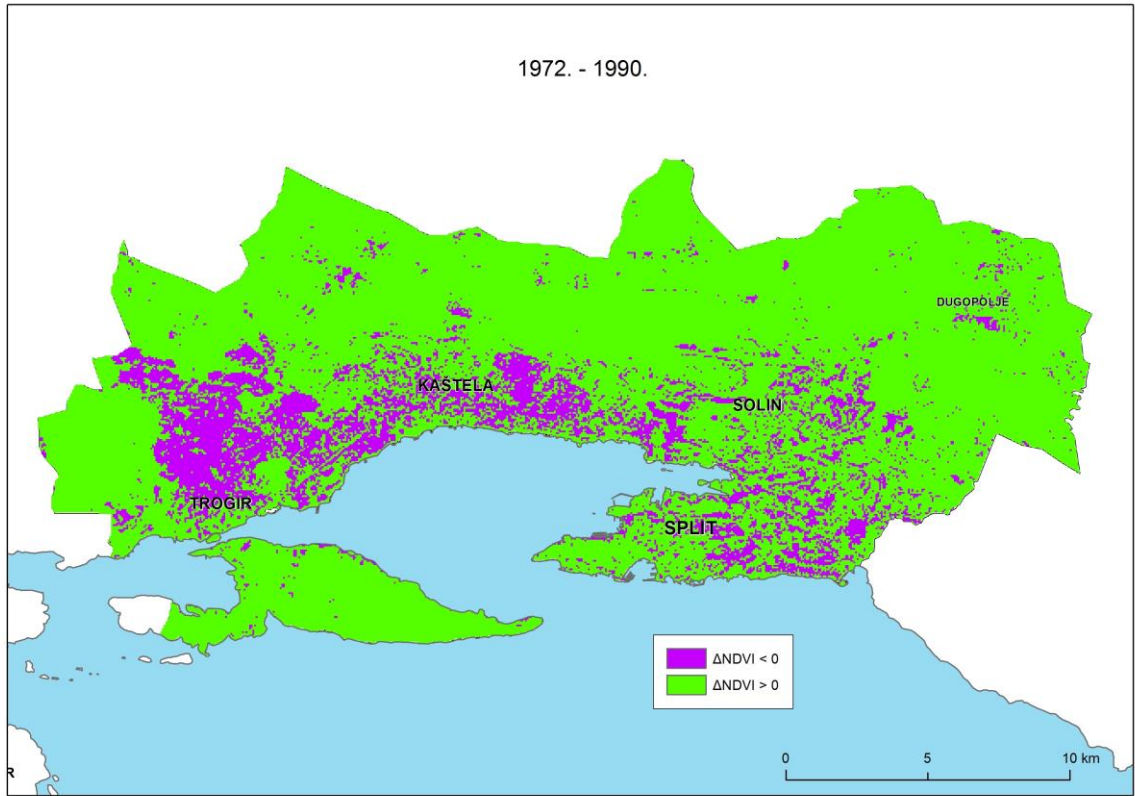 1972. - 1990.
DUGOPOLJE
KAŠTELA
SOLIN
TROGIR
SPLIT
ΔNDVI < 0
ΔNDVI > 0
0 5 10 km
R